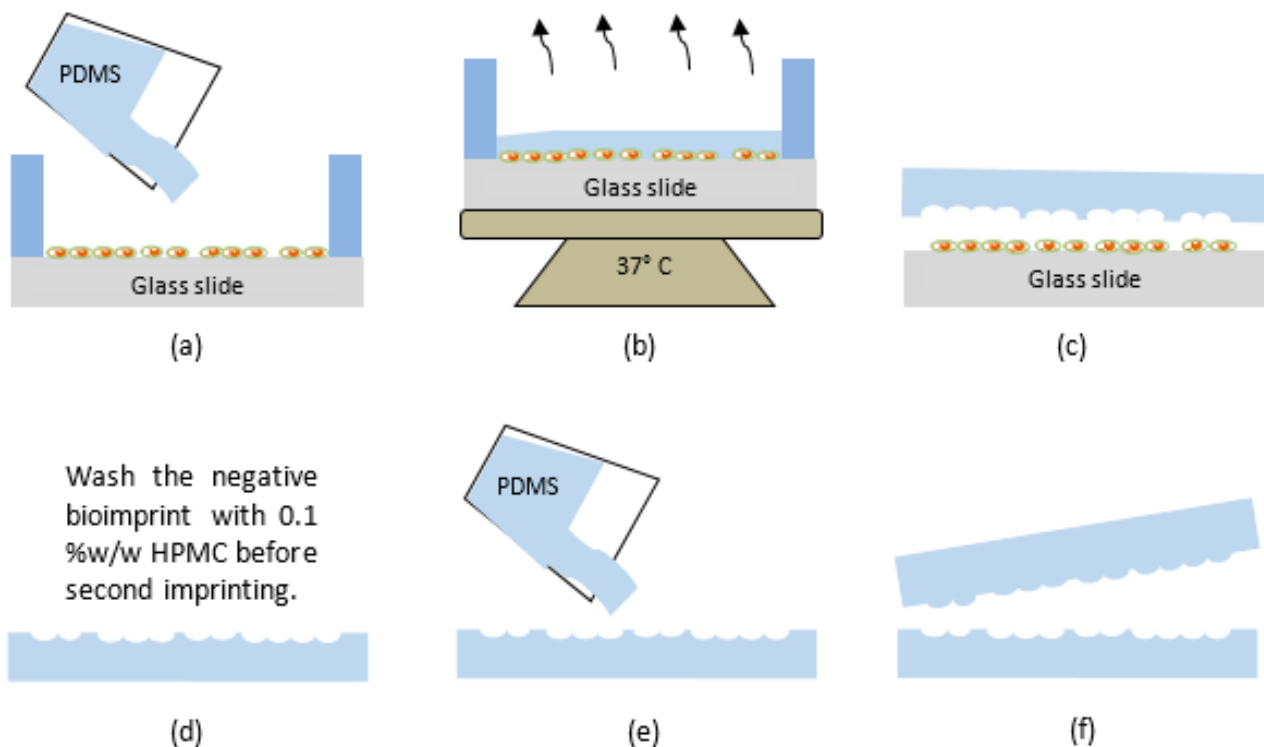 PDMS
Glass slide
(a)
Glass slide
37° C
(b)
Glass slide
(c)
Wash the negative
bioimprint with 0.1
%w/w HPMC before
second imprinting.
(d)
PDMS
(e)
(f)